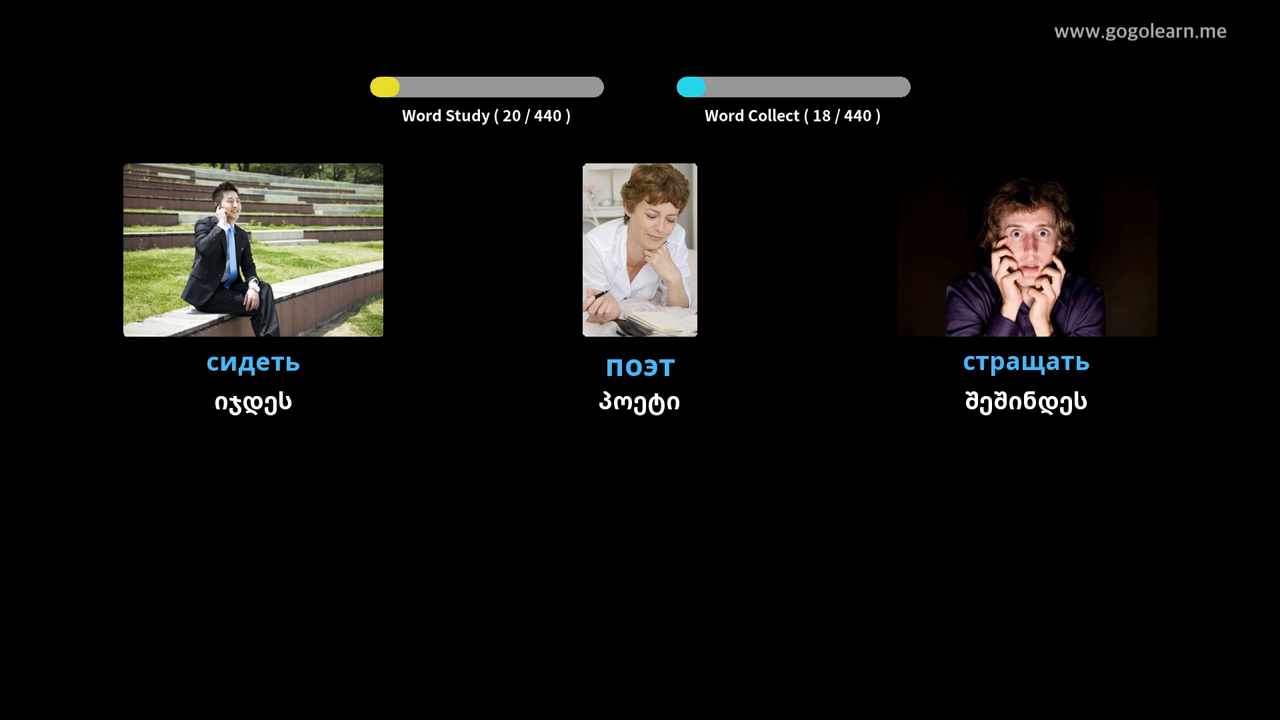 www.gogolearn.me
Word Study ( 20 / 440 )
Word Collect ( 18 / 440 )
сидеть
поэт
стращать
იჯდეს
პოეტი
შეშინდეს